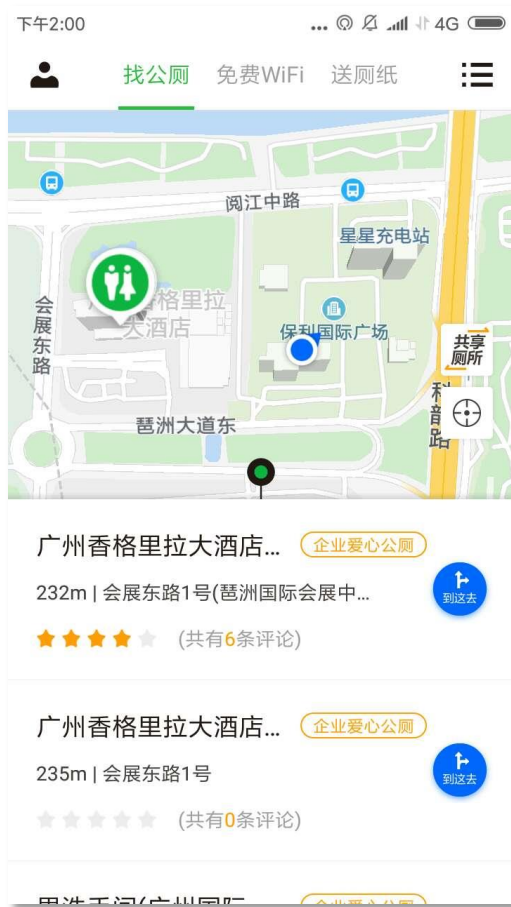 下午2:00
... 4G
找公厕 免费WiFi 送厕纸
阅江中路
星星充电站
会展东路
格里拉
大酒店
保利国际广场
共享
厕所
科韵路
琶洲大道东
广州香格里拉大酒店... 企业爱心公厕
232m | 会展东路1号(琶洲国际会展中...
到这去
(共有6条评论)
广州香格里拉大酒店... 企业爱心公厕
235m | 会展东路1号
到这去
(共有0条评论)